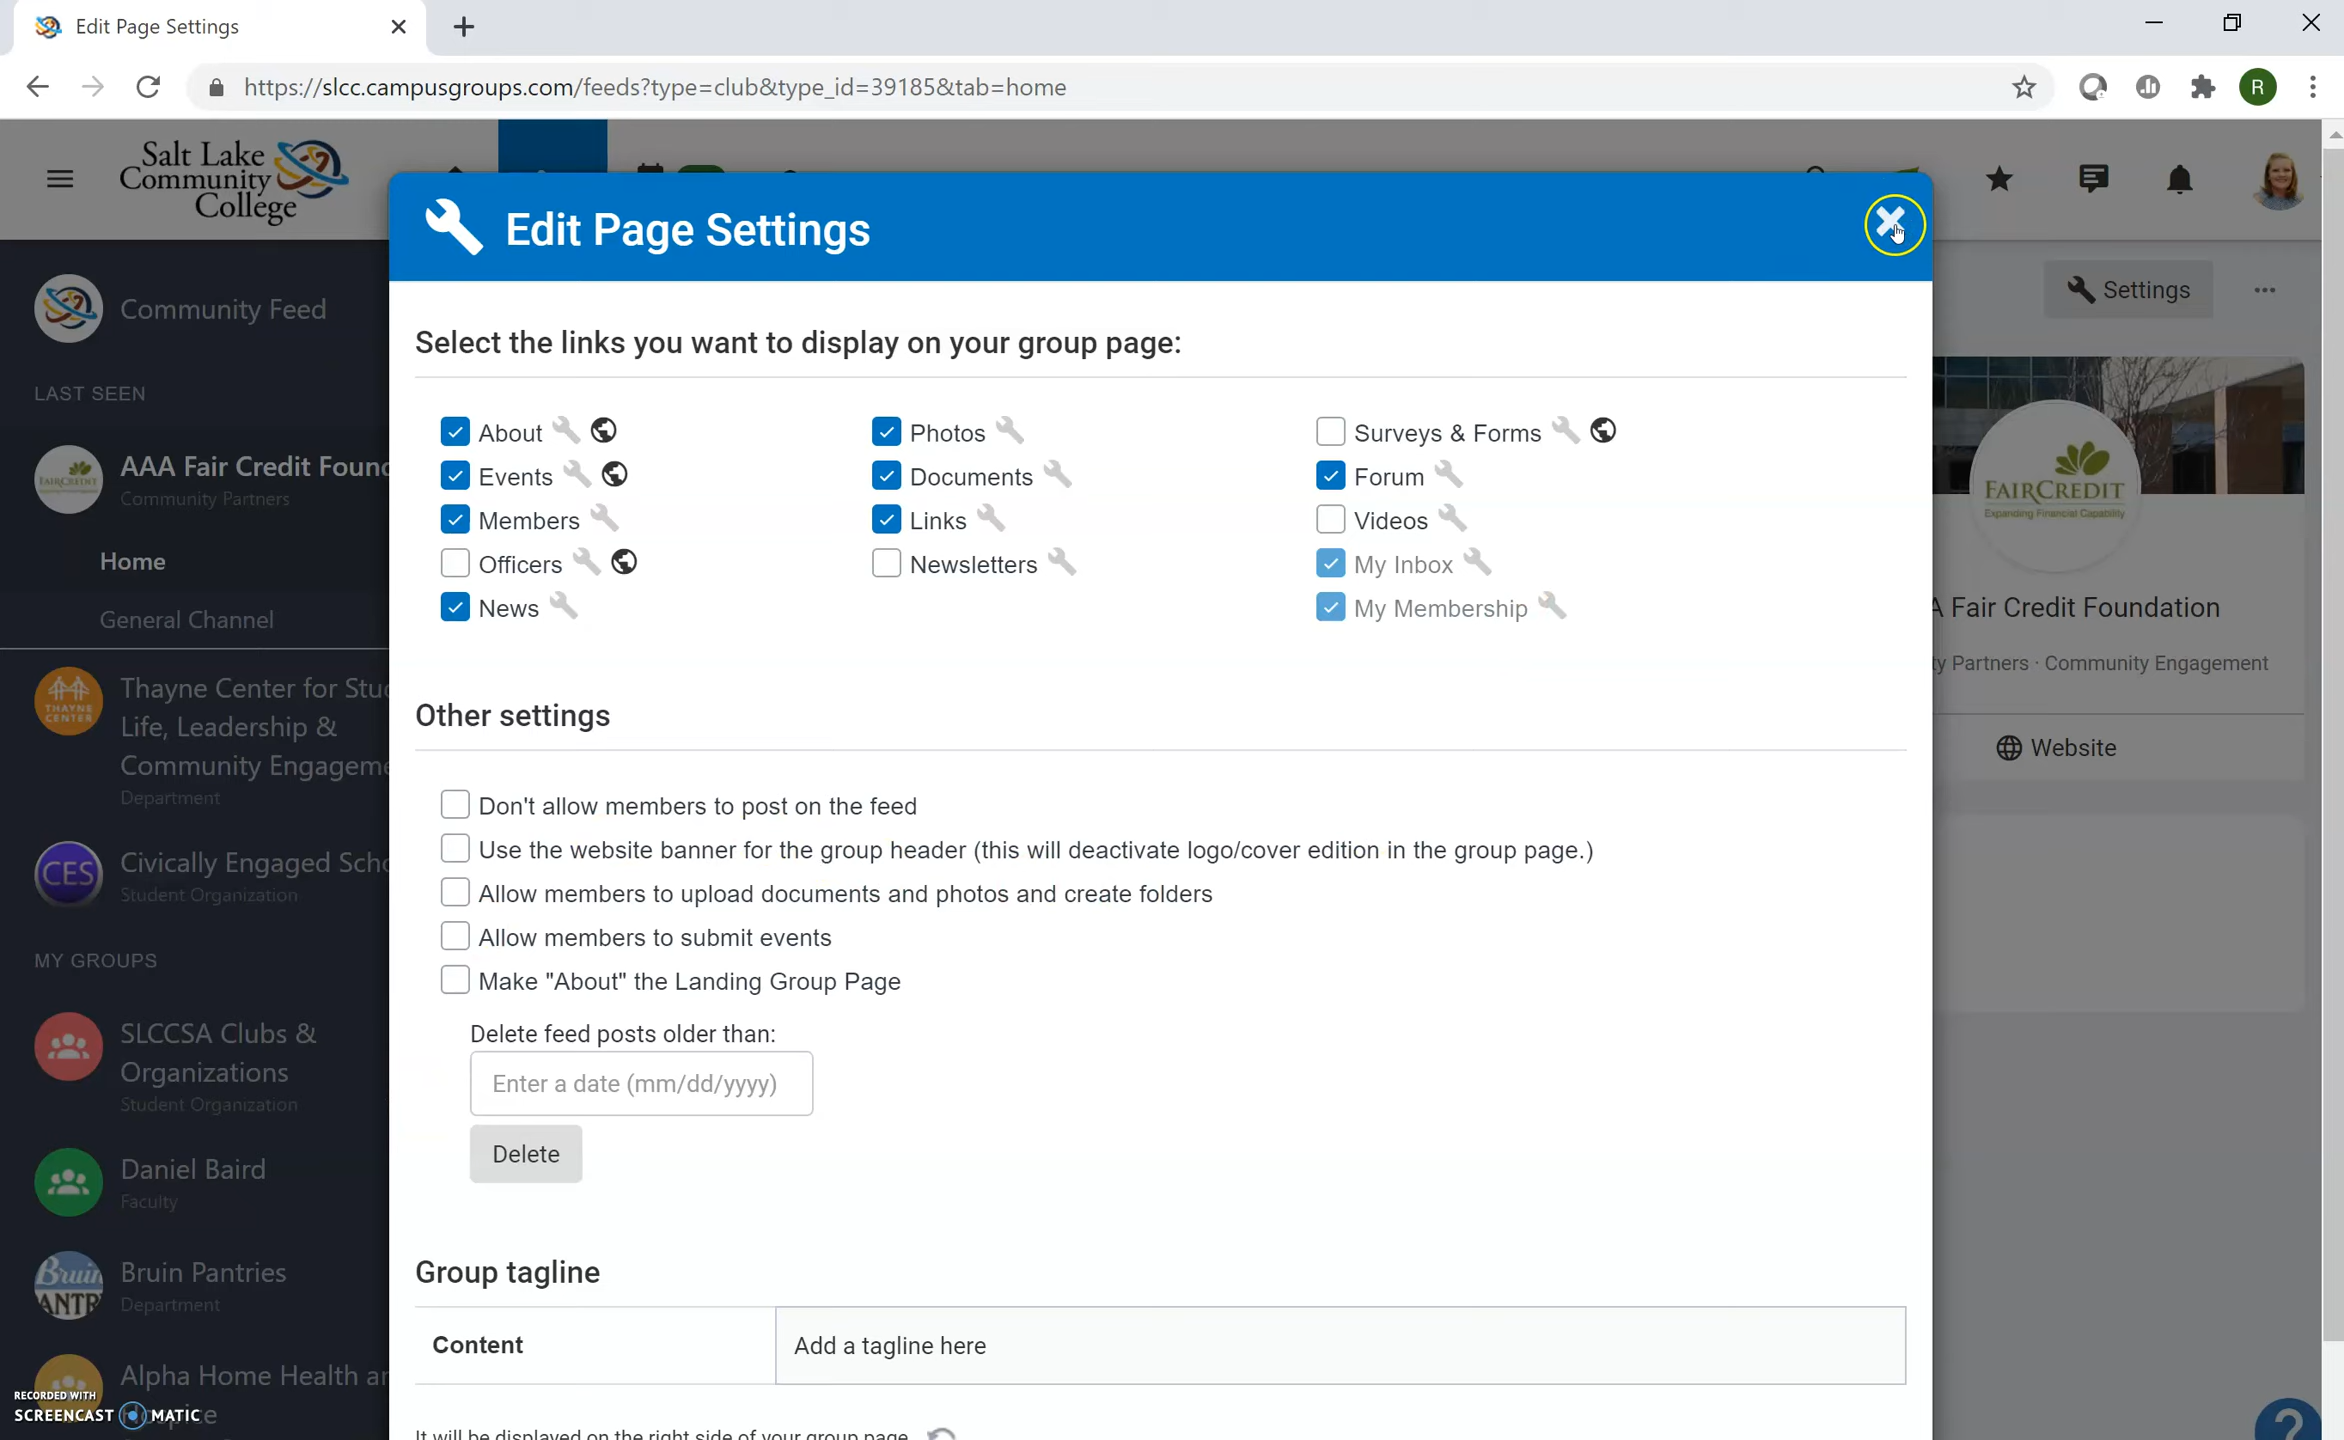 Edit Page Settings
https://slcc.campusgroups.com/feeds?type=club&type_id=39185&tab=home
R
Salt Lake
Community
College
Edit Page Settings
Settings
Community Feed
LAST SEEN
AAA Fair Credit Found
FAIRCREDIT
Community Partners
Home
General Channel
Thayne Center for Stu
Life, Leadership &
Community Engageme
THAYNE
CENTER
Department
CES
Civically Engaged Scho
Student Organization
MY GROUPS
SLCCSA Clubs &
Organizations
Student Organization
Daniel Baird
Faculty
Bruin
ANTR
Bruin Pantries
Department
Alpha Home Health an
RECORDED WITH
SCREENCAST MATIC
Select the links you want to display on your group page:
About
Events
Members
Officers
News
Photos
Documents
Links
Newsletters
Surveys & Forms
Forum
Videos
My Inbox
My Membership
Other settings
Don't allow members to post on the feed
Use the website banner for the group header (this will deactivate logo/cover edition in the group page.)
Allow members to upload documents and photos and create folders
Allow members to submit events
Make "About" the Landing Group Page
Delete feed posts older than:
Enter a date (mm/dd/yyyy)
Delete
Group tagline
Content
Add a tagline here
It will be displayed on the right side of your group page
FAIRCREDIT
Expanding Financial Capability
A Fair Credit Foundation
ty Partners · Community Engagement
Website
?